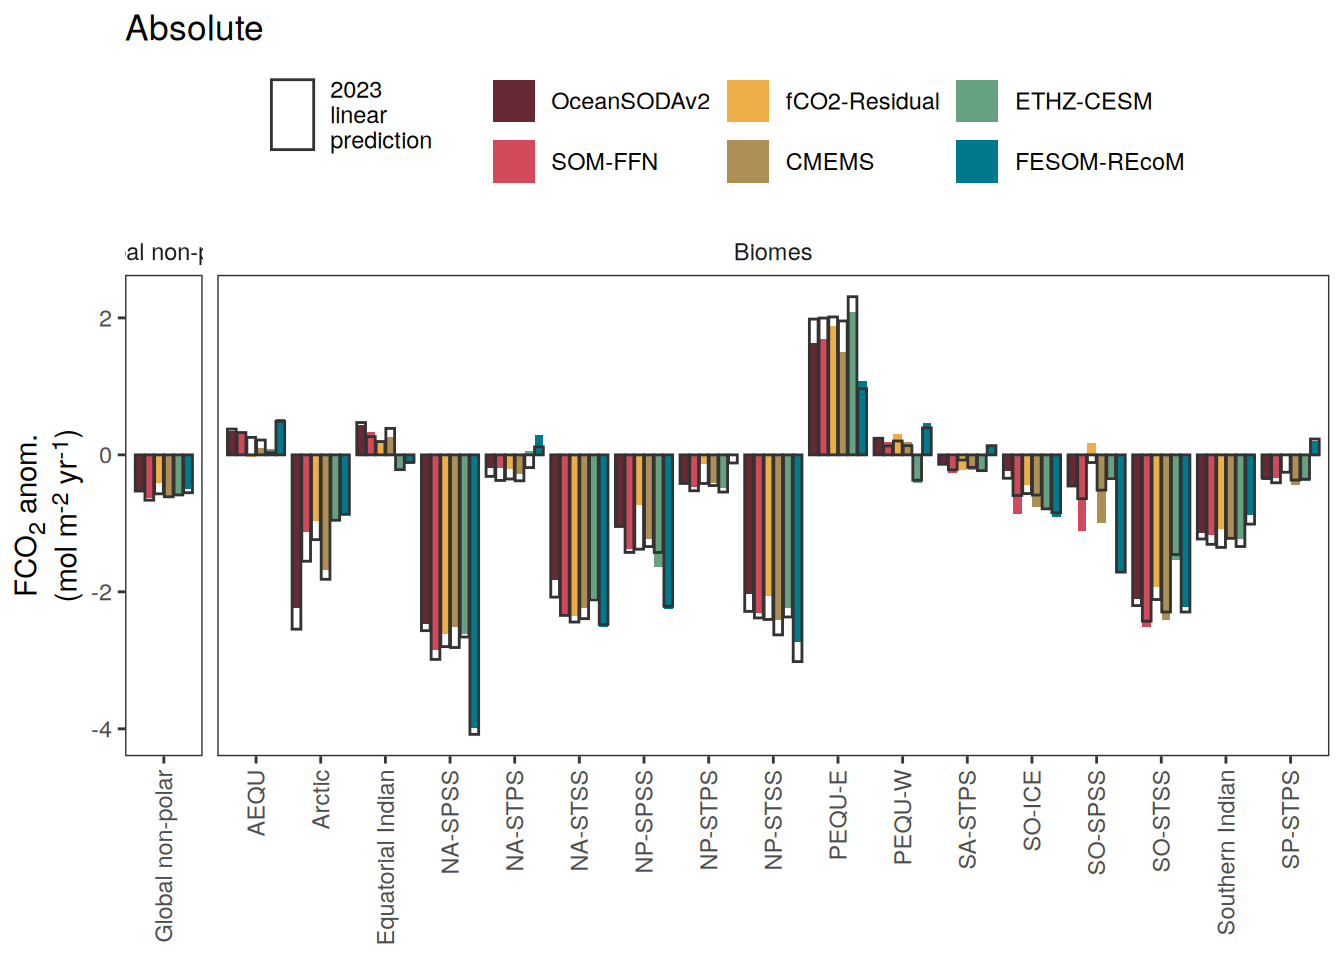 Absolute
2023
linear
prediction
OceanSODAv2
fCO2-Residual
ETHZ-CESM
SOM-FFN
CMEMS
FESOM-REcoM
al non-p
Biomes
FCO2 anom.
(mol m-2 yr-1)
2
0
-2
-4
Global non-polar
AEQU
Arctic
Equatorial Indian
NA-SPSS
NA-STPS
NA-STSS
NP-SPSS
NP-STPS
NP-STSS
PEQU-E
PEQU-W
SA-STPS
SO-ICE
SO-SPSS
SO-STSS
Southern Indian
SP-STPS